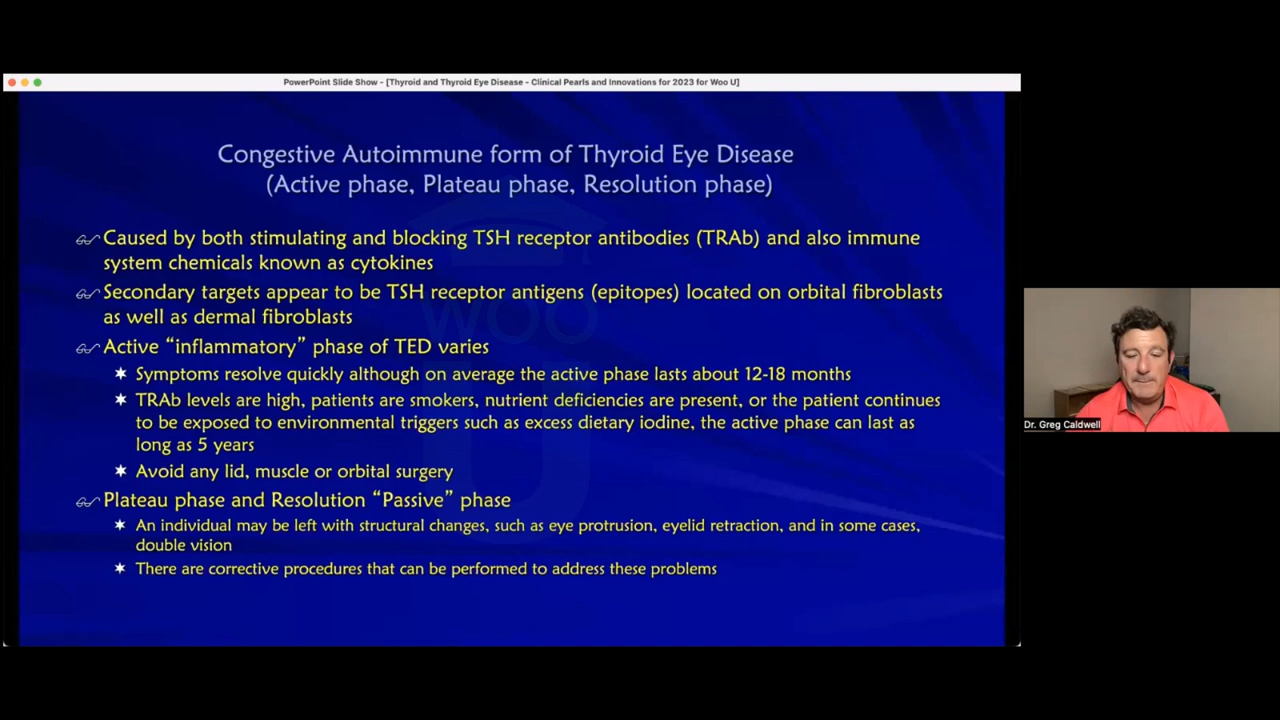 PowerPoint Slide Show - [Thyroid and Thyroid Eye Disease - Clinical Pearls and Innovations for 2023 for Woo U]
Congestive Autoimmune form of Thyroid Eye Disease
(Active phase, Plateau phase, Resolution phase)
Caused by both stimulating and blocking TSH receptor antibodies (TRAb) and also immune
system chemicals known as cytokines
Secondary targets appear to be TSH receptor antigens (epitopes) located on orbital fibroblasts
as well as dermal fibroblasts
WOO
U
Active “inflammatory” phase of TED varies
Symptoms resolve quickly although on average the active phase lasts about 12-18 months
TRAb levels are high, patients are smokers, nutrient deficiencies are present, or the patient continues
to be exposed to environmental triggers such as excess dietary iodine, the active phase can last as
long as 5 years
Avoid any lid, muscle or orbital surgery
Plateau phase and Resolution “Passive” phase
An individual may be left with structural changes, such as eye protrusion, eyelid retraction, and in some cases,
double vision
There are corrective procedures that can be performed to address these problems
Dr. Greg Caldwell